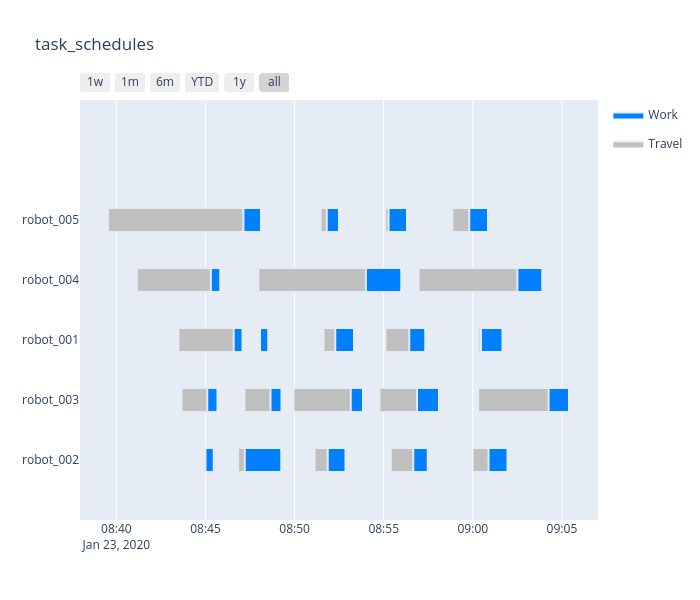 task_schedules
1w 1m 6m YTD 1y all
Work
Travel
robot_005
robot_004
robot_001
robot_003
robot_002
08:40 08:45 08:50 08:55 09:00 09:05
Jan 23, 2020